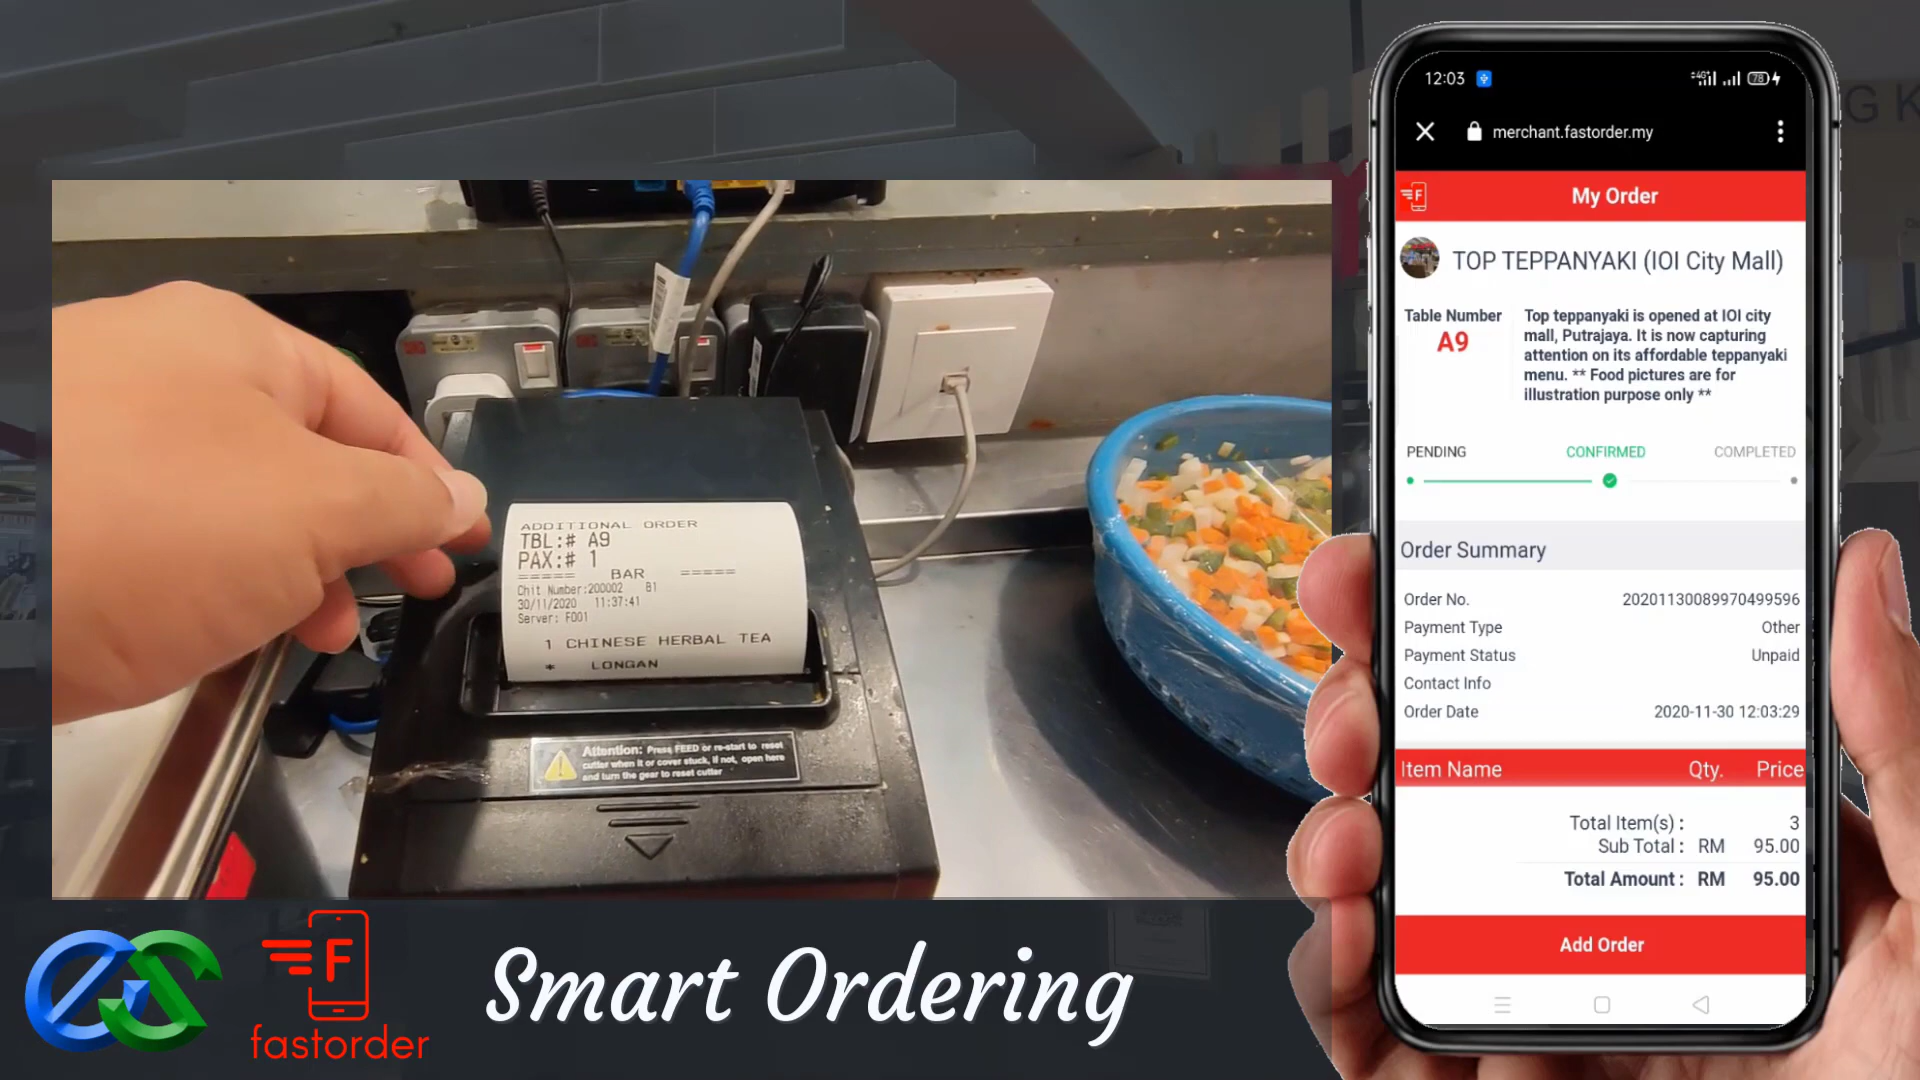 ADDITIONAL ORDER
TBL:# A9
PAX:# 1
===== BAR =====
Chit Number:200002 B1
30/11/2020 11:37:41
Server: F001
1 CHINESE HERBAL TEA
* LONGAN
Attention: Press FEED or re-start to reset
cutter when it or cover stuck, if not, open here
and turn the gear to reset cutter
F
fastorder
Smart Ordering
12:03
4G+
78
merchant.fastorder.my
F
My Order
TOP TEPPANYAKI (IOI City Mall)
Table Number
A9
Top teppanyaki is opened at IOI city
mall, Putrajaya. It is now capturing
attention on its affordable teppanyaki
menu. ** Food pictures are for
illustration purpose only **
PENDING CONFIRMED COMPLETED
Order Summary
Order No. 20201130089970499596
Payment Type Other
Payment Status Unpaid
Contact Info
Order Date 2020-11-30 12:03:29
Item Name Qty. Price
Total Item(s) : 3
Sub Total : RM 95.00
Total Amount : RM 95.00
Add Order
G K